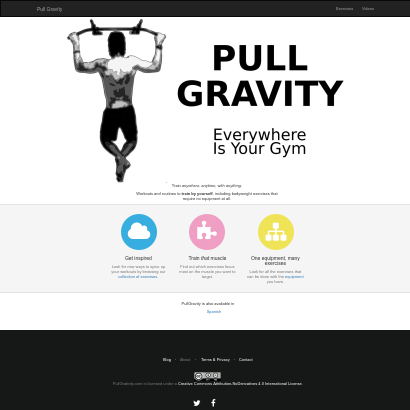 Pull Gravity
Exercises Videos
PULL
GRAVITY
Everywhere
Is Your Gym
Train anywhere, anytime, with anything.
Workouts and exercises to train by yourself, including bodyweight exercises that
require no equipment at all.
Get inspired
Look for new ways to spice up
your workouts by browsing our
collection of exercises.
Train that muscle
Find out which exercises focus
more on the muscle you want to
target.
One equipment, many
exercises
Look for all the exercises that
can be done with the equipment
you have.
PullGravity is also available in
Spanish
Blog · About · Terms & Privacy · Contact
PullGravity.com is licensed under a Creative Commons Attribution-NoDerivatives 4.0 International License.